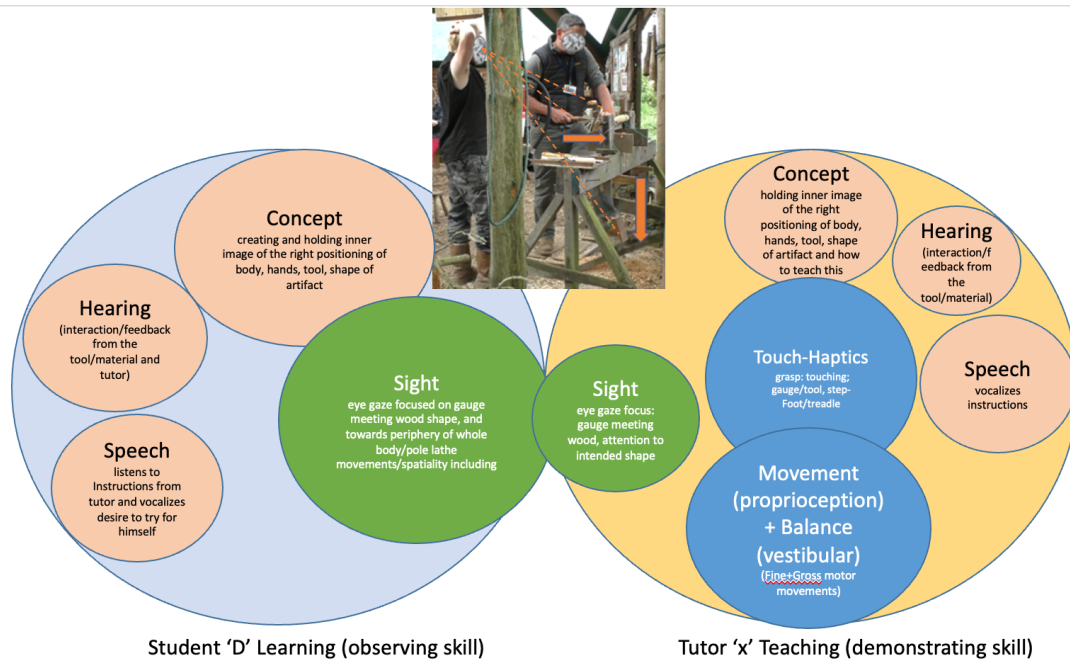 Concept
creating and holding inner
image of the right positioning of
body, hands, tool, shape of
artifact
Hearing
(interaction/feedback
from the
tool/material and
tutor)
Speech
listens to
Instructions from
tutor and vocalizes
desire to try for
himself
Sight
eye gaze focused on gauge
meeting wood shape, and
towards periphery of whole
body/pole lathe
movements/spatiality including
Sight
eye gaze focus:
gauge meeting
wood, attention to
intended shape
Concept
holding inner image
of the right
positioning of body,
hands, tool, shape
of artifact and how
to teach this
Hearing
(interaction/f
eedback from
the
tool/material)
Touch-Haptics
grasp: touching;
gauge/tool, step-
Foot/treadle
Speech
vocalizes
instructions
Movement
(proprioception)
+ Balance
(vestibular)
(Fine+Gross motor
movements)
Student ‘D’ Learning (observing skill)
Tutor ‘x’ Teaching (demonstrating skill)